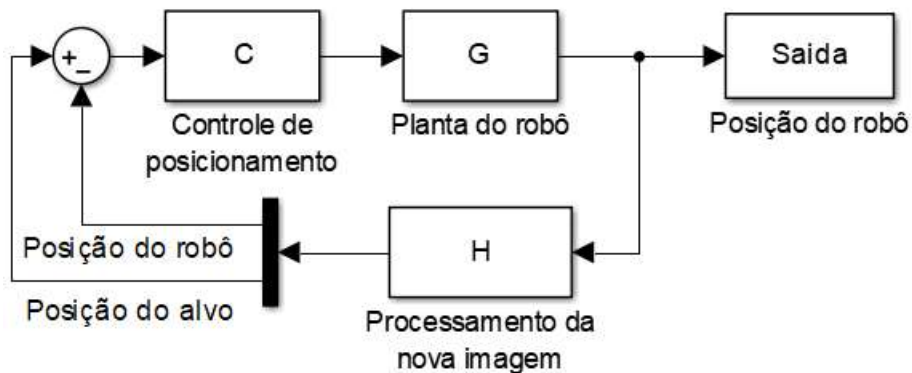 +
−
C
G
Saida
Controle de
posicionamento
Planta do robô
Posição do robô
Posição do robô
H
Posição do alvo
Processamento da
nova imagem